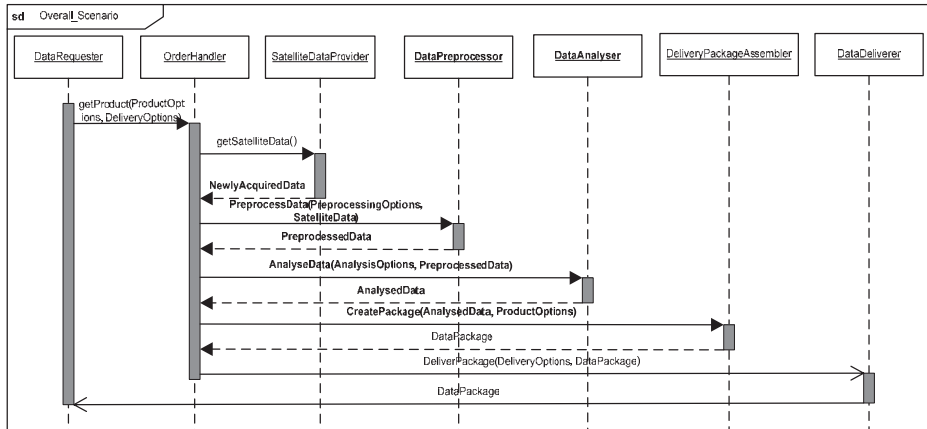 sd Overall_Scenario
DataRequester
OrderHandler
SatelliteDataProvider
DataPreprocessor
DataAnalyser
DeliveryPackageAssembler
DataDeliverer
getProduct(ProductOpt
ions, DeliveryOptions)
getSatelliteData()
NewlyAcquiredData
PreprocessData(PreprocessingOptions,
SatelliteData)
PreprocessedData
AnalyseData(AnalysisOptions, PreprocessedData)
AnalysedData
CreatePackage(AnalysedData, ProductOptions)
DataPackage
DeliverPackage(DeliveryOptions, DataPackage)
DataPackage